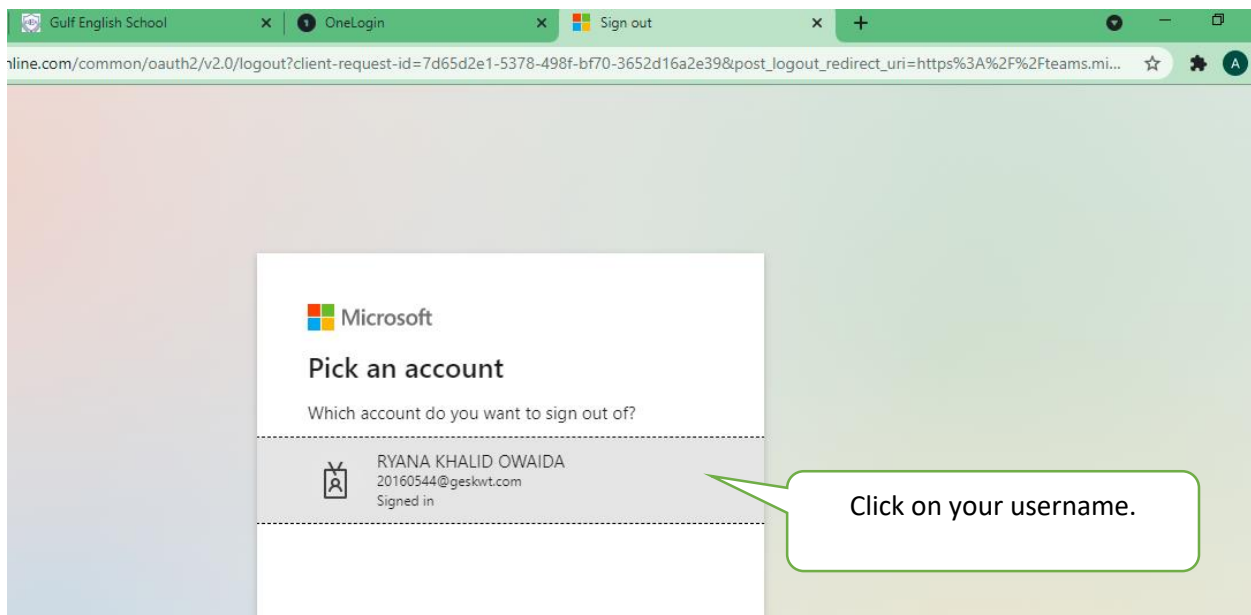 Gulf English School
OneLogin
Sign out
nline.com/common/oauth2/v2.0/logout?client-request-id=7d65d2e1-5378-498f-bf70-3652d16a2e39&post_logout_redirect_uri=https%3A%2F%2Fteams.mi...
A
Microsoft
Pick an account
Which account do you want to sign out of?
RYANA KHALID OWAIDA
20160544@geskwt.com
Signed in
Click on your username.